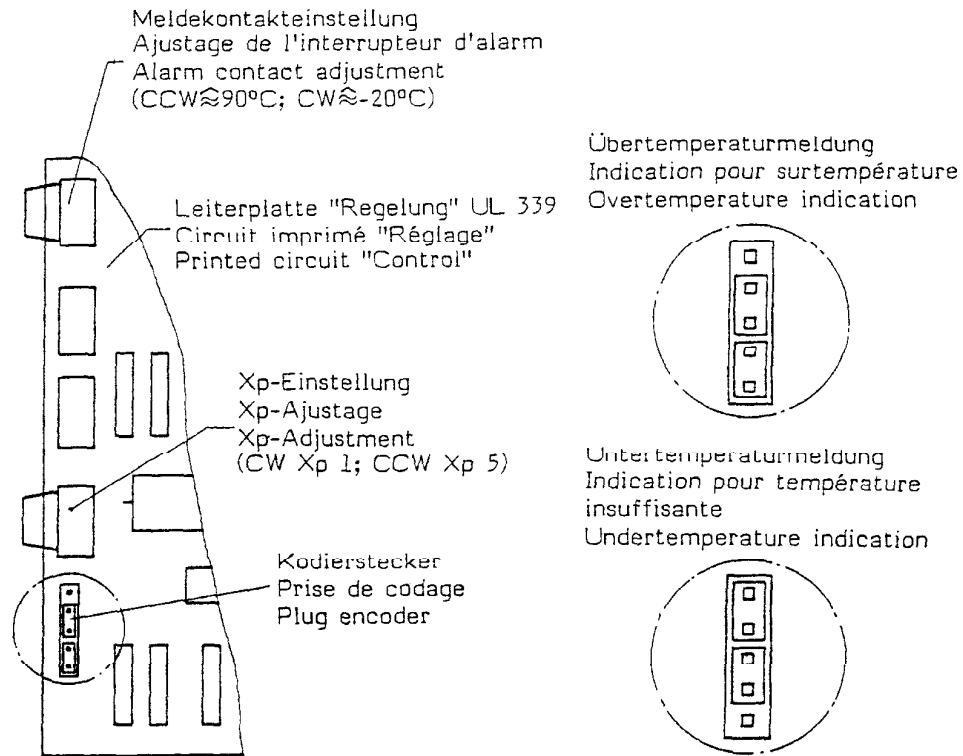 Meldekontakteinstellung
Ajustage de l'interrupteur d'alarm
Alarm contact adjustment
(CCW≙90°C; CW≙-20°C)
Übertemperaturmeldung
Indication pour surtempérature
Overtemperature indication
Leiterplatte "Regelung" UL 339
Circuit imprimé "Réglage"
Printed circuit "Control"
Xp-Einstellung
Xp-Ajustage
Xp-Adjustment
(CW Xp 1; CCW Xp 5)
Untertemperaturmeldung
Indication pour température
insuffisante
Undertemperature indication
Kodierstecker
Prise de codage
Plug encoder